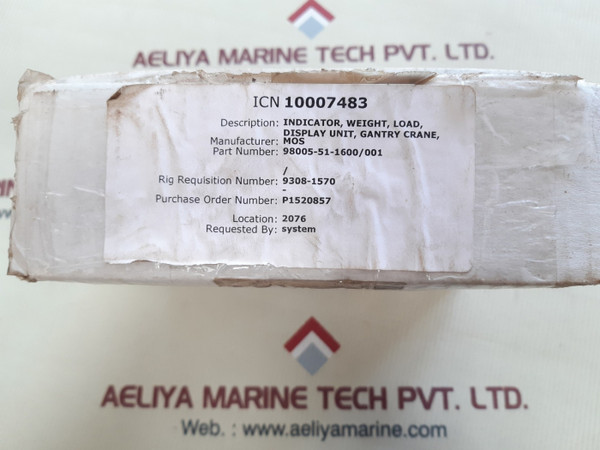 AELIYA MARINE TECH PVT. LTD.
ICN 10007483
Description: INDICATOR, WEIGHT, LOAD,
DISPLAY UNIT, GANTRY CRANE,
Manufacturer: MOS
Part Number: 98005-51-1600/001
/
Rig Requisition Number: 9308-1570
-
Purchase Order Number: P1520857
Location: 2076
Requested By: system
AELIYA MARINE TECH PVT. LTD.
Web. : www.aeliyamarine.com